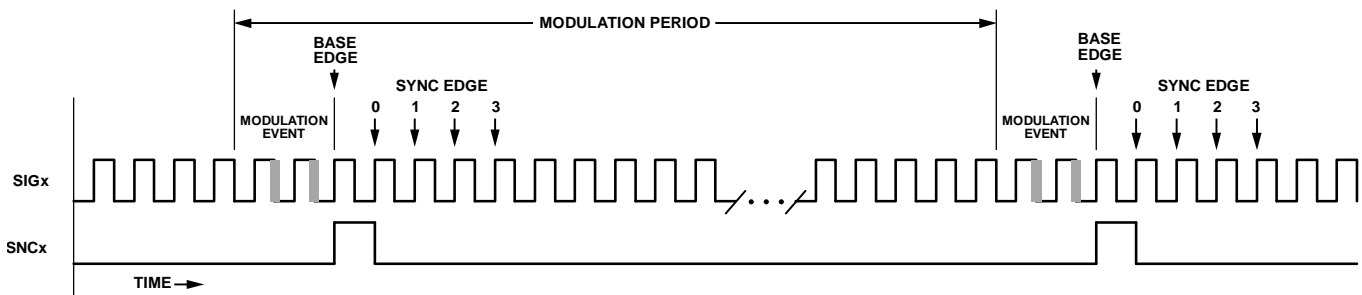 MODULATION PERIOD
BASE
EDGE
BASE
EDGE
SYNC EDGE
0 1 2 3
SYNC EDGE
0 1 2 3
MODULATION
EVENT
MODULATION
EVENT
SIGx
SNCx
TIME